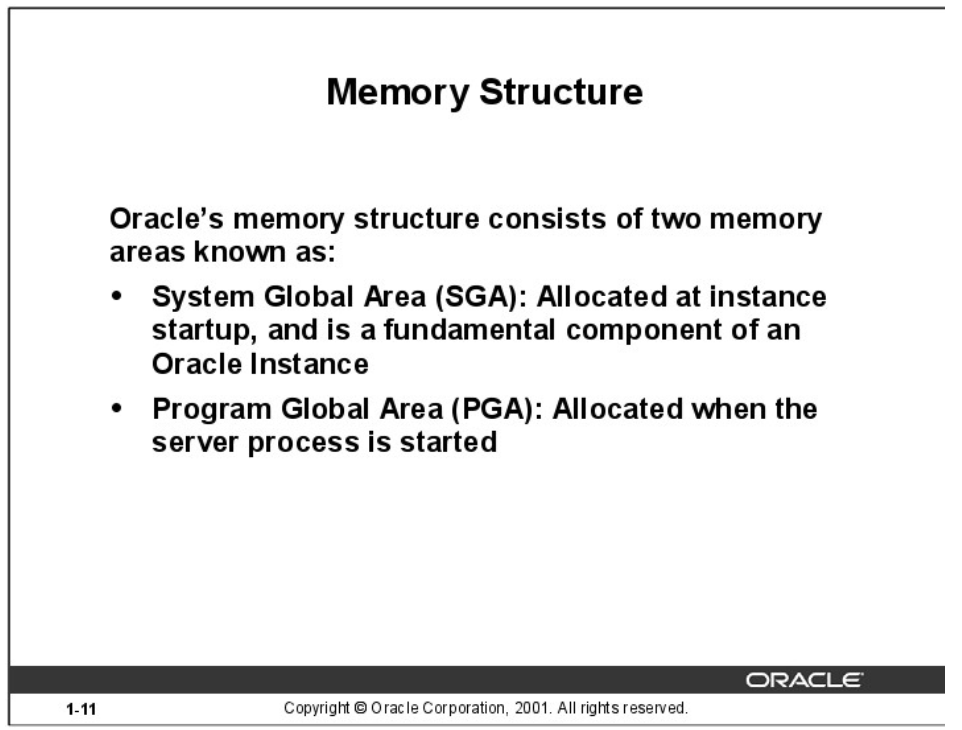 Memory Structure
Oracle’s memory structure consists of two memory
areas known as:
• System Global Area (SGA): Allocated at instance
startup, and is a fundamental component of an
Oracle Instance
• Program Global Area (PGA): Allocated when the
server process is started
ORACLE
1-11 Copyright © Oracle Corporation, 2001. All rights reserved.